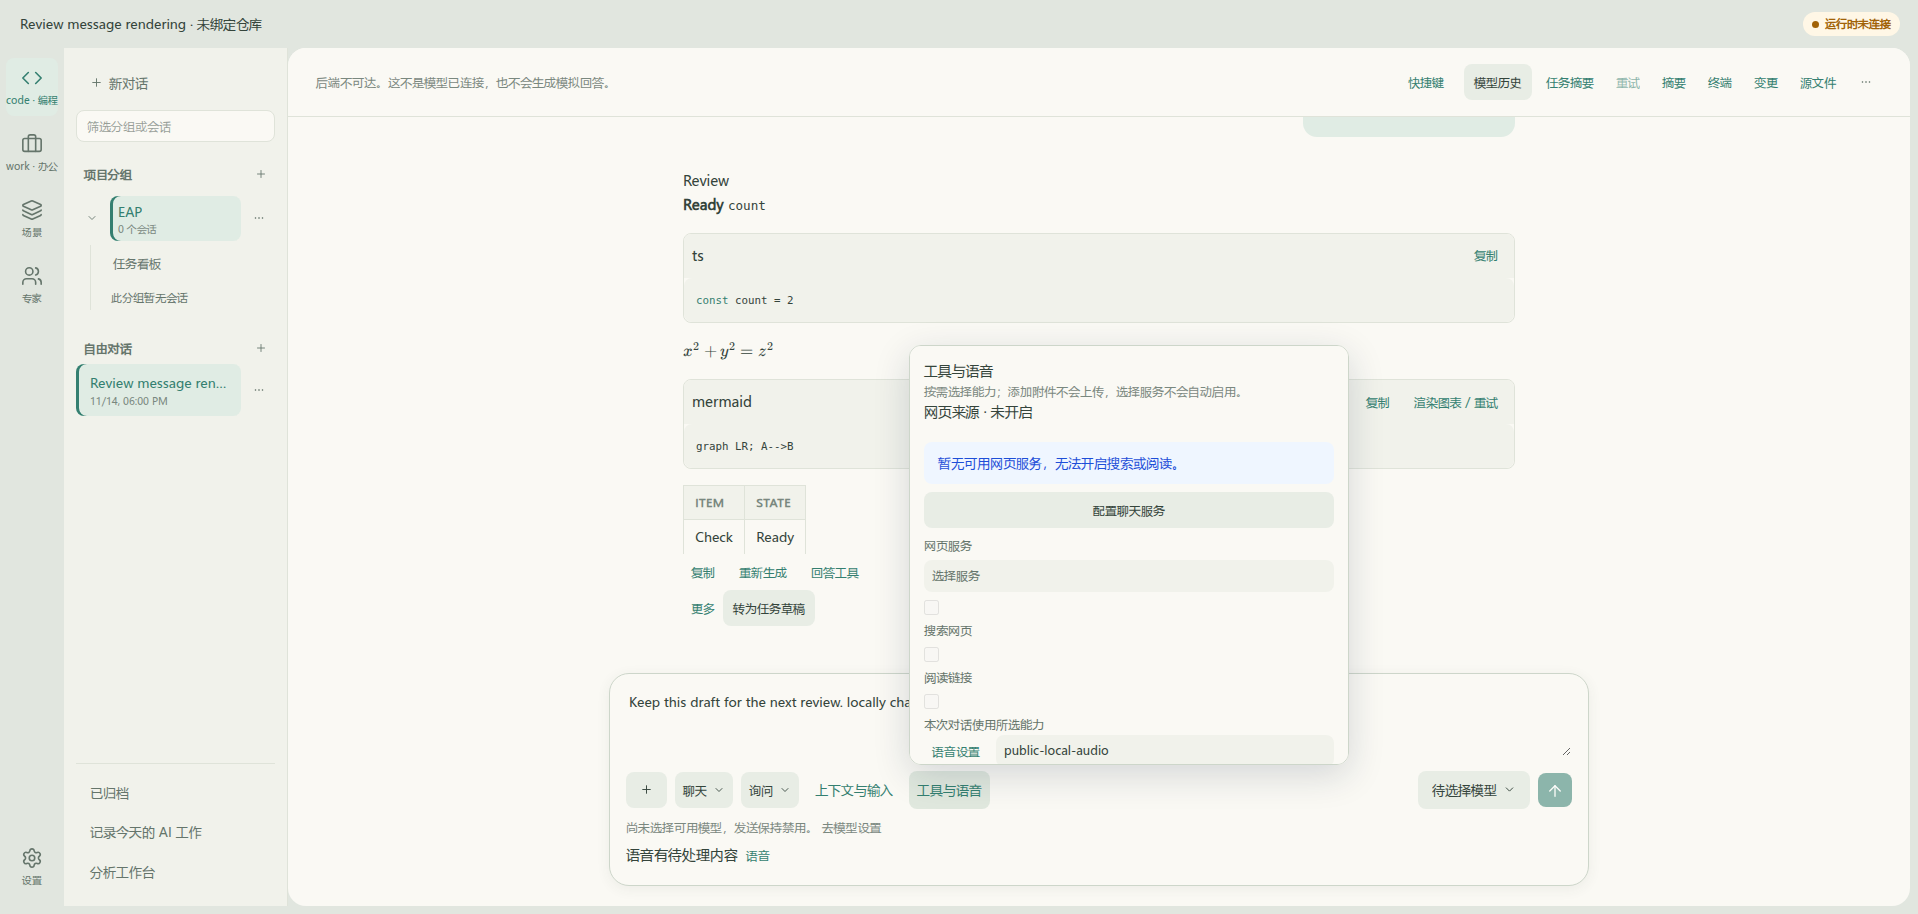 Review message rendering · 未绑定仓库
运行时未连接
code · 编程
work · 办公
场景
专家
设置
+ 新对话
筛选分组或会话
项目分组 +
EAP
0 个会话
...
任务看板
此分组暂无会话
自由对话 +
Review message ren...
11/14, 06:00 PM
...
已归档
记录今天的 AI 工作
分析工作台
后端不可达。这不是模型已连接，也不会生成模拟回答。
快捷键 模型历史 任务摘要 重试 摘要 终端 变更 源文件 ...
Review
Ready count
ts 复制
const count = 2
x² + y² = z²
mermaid 复制 渲染图表 / 重试
graph LR; A-->B
ITEM STATE
Check Ready
复制 重新生成 回答工具
更多 转为任务草稿
工具与语音
按需选择能力；添加附件不会上传，选择服务不会自动启用。
网页来源 · 未开启
暂无可用网页服务，无法开启搜索或阅读。
配置聊天服务
网页服务
选择服务
搜索网页
阅读链接
本次对话使用所选能力
语音设置 public-local-audio
Keep this draft for the next review. locally cha
+ 聊天 询问 上下文与输入 工具与语音 待选择模型
尚未选择可用模型，发送保持禁用。 去模型设置
语音有待处理内容 语音